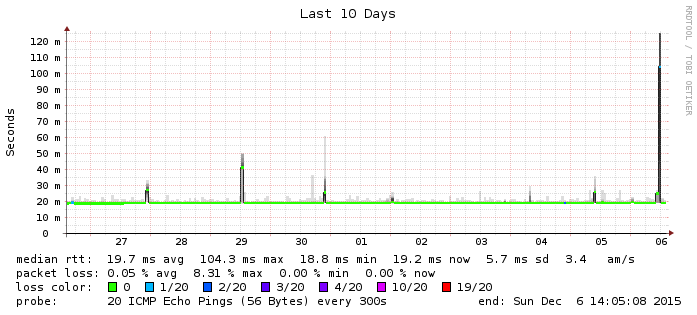 Last 10 Days
RRDTOOL / TOBI OETIKER
Seconds
120 m
110 m
100 m
90 m
80 m
70 m
60 m
50 m
40 m
30 m
20 m
10 m
0
27 28 29 30 01 02 03 04 05 06
median rtt: 19.7 ms avg 104.3 ms max 18.8 ms min 19.2 ms now 5.7 ms sd 3.4 am/s
packet loss: 0.05 % avg 8.31 % max 0.00 % min 0.00 % now
loss color: 0 1/20 2/20 3/20 4/20 10/20 19/20
probe: 20 ICMP Echo Pings (56 Bytes) every 300s end: Sun Dec 6 14:05:08 2015